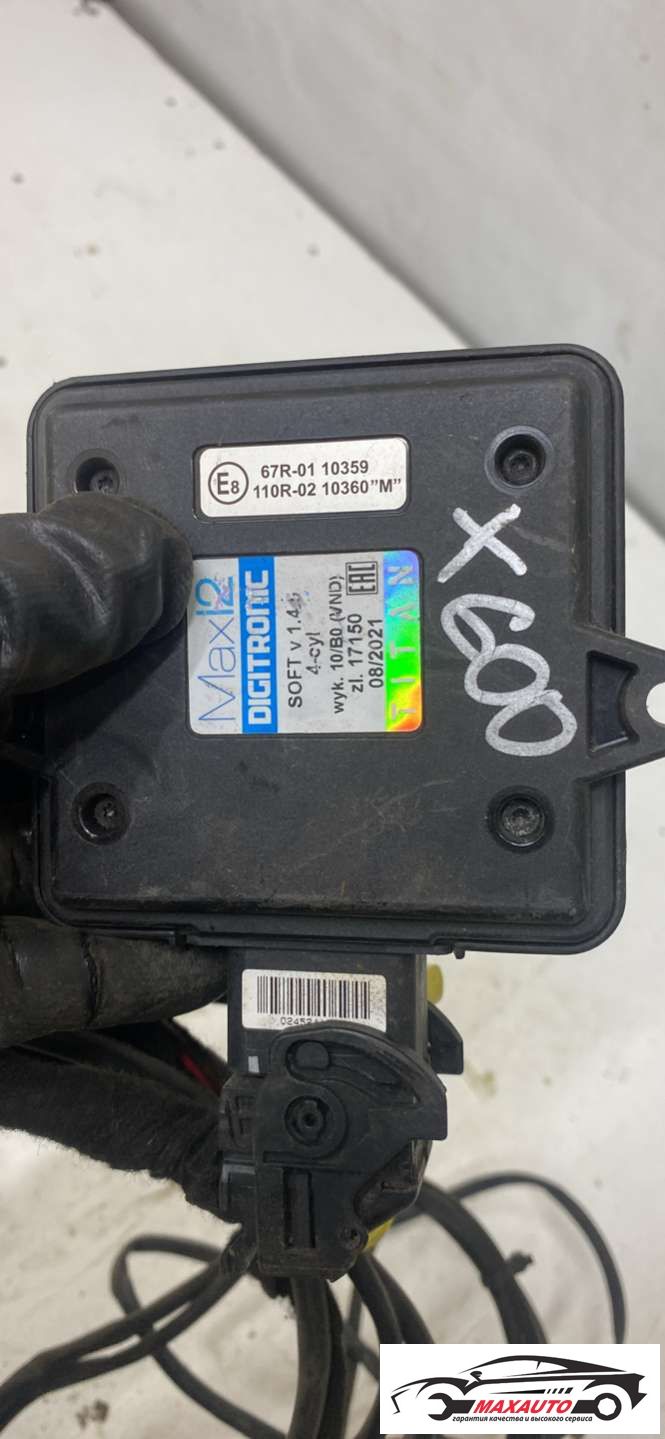 E8
67R-01 10359
110R-02 10360"M"
Maxi2
DIGITRONIC
SOFT v 1.4.6
4-cyl
wyk. 10/B0 (VND)
zl. 17150
08/2021
EAC
TITAN
X600
MAXAUTO
гарантия качества и высокого сервиса